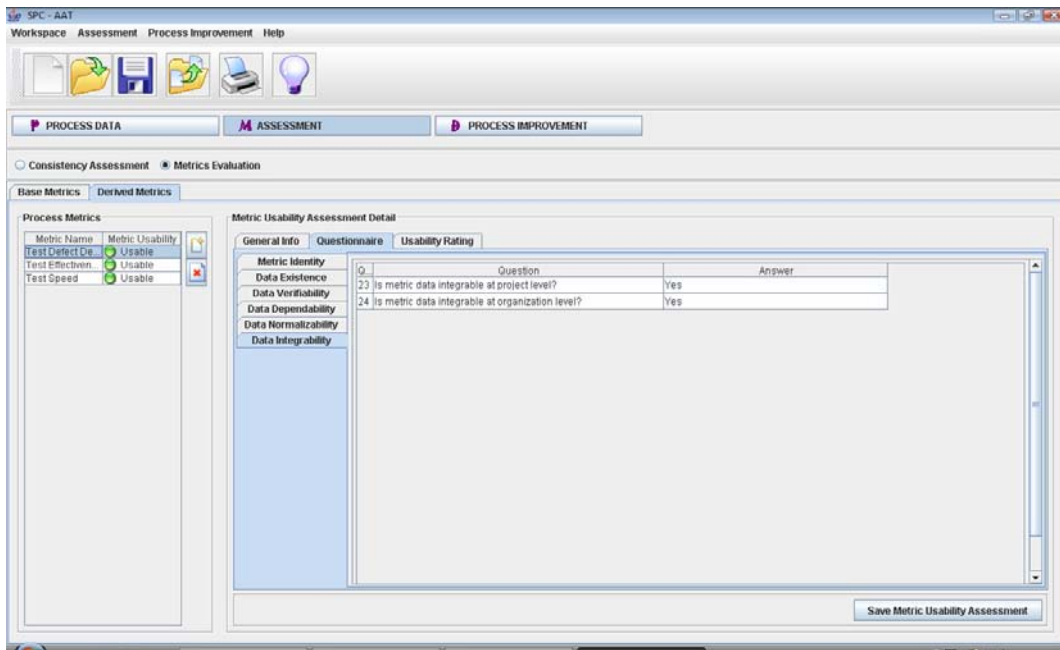 SPC - AAT
Workspace Assessment Process Improvement Help
P PROCESS DATA M ASSESSMENT PROCESS IMPROVEMENT
Consistency Assessment Metrics Evaluation
Base Metrics Derived Metrics
Process Metrics
Metric Name Metric Usability
Test Defect De... Usable
Test Effectiven... Usable
Test Speed Usable
Metric Usability Assessment Detail
General Info Questionnaire Usability Rating
Metric Identity
Data Existence
Data Verifiability
Data Dependability
Data Normalizability
Data Integrability
Q... Question Answer
23 Is metric data integrable at project level? Yes
24 Is metric data integrable at organization level? Yes
Save Metric Usability Assessment